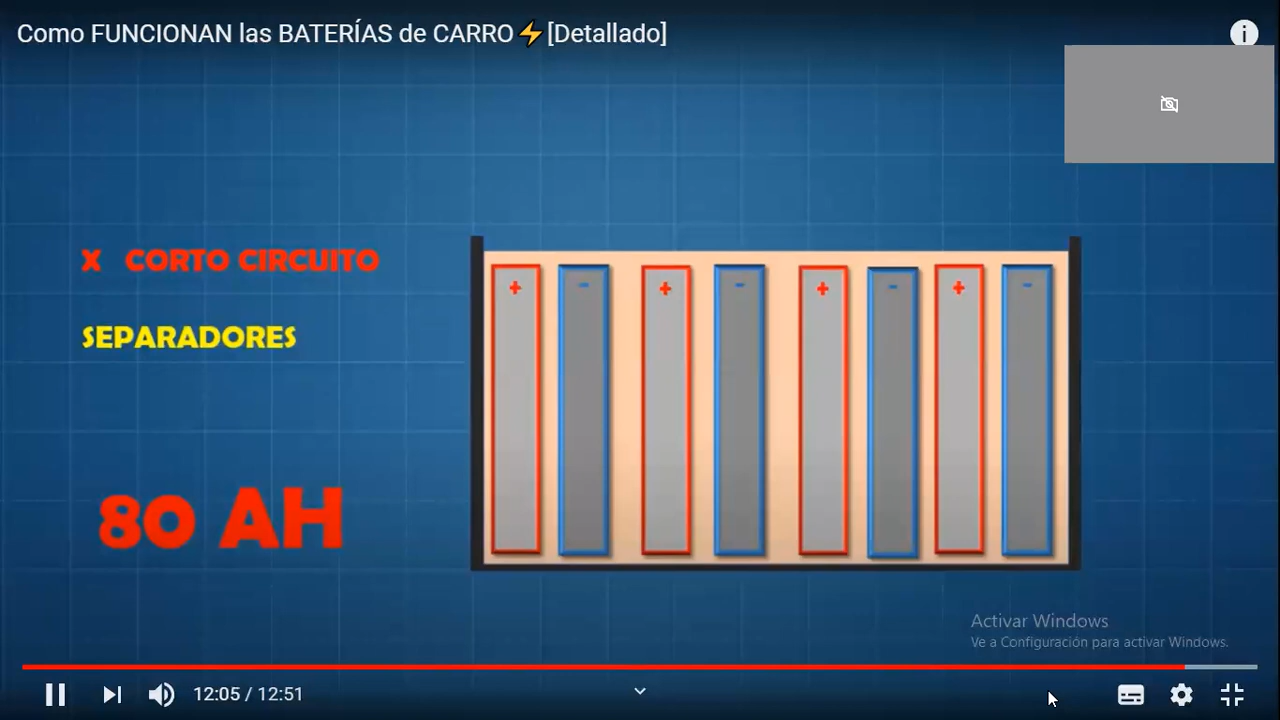 Como FUNCIONAN las BATERÍAS de CARRO⚡[Detallado]
X CORTO CIRCUITO
SEPARADORES
80 AH
+ - + - + - + -
Activar Windows
Ve a Configuración para activar Windows.
12:05 / 12:51